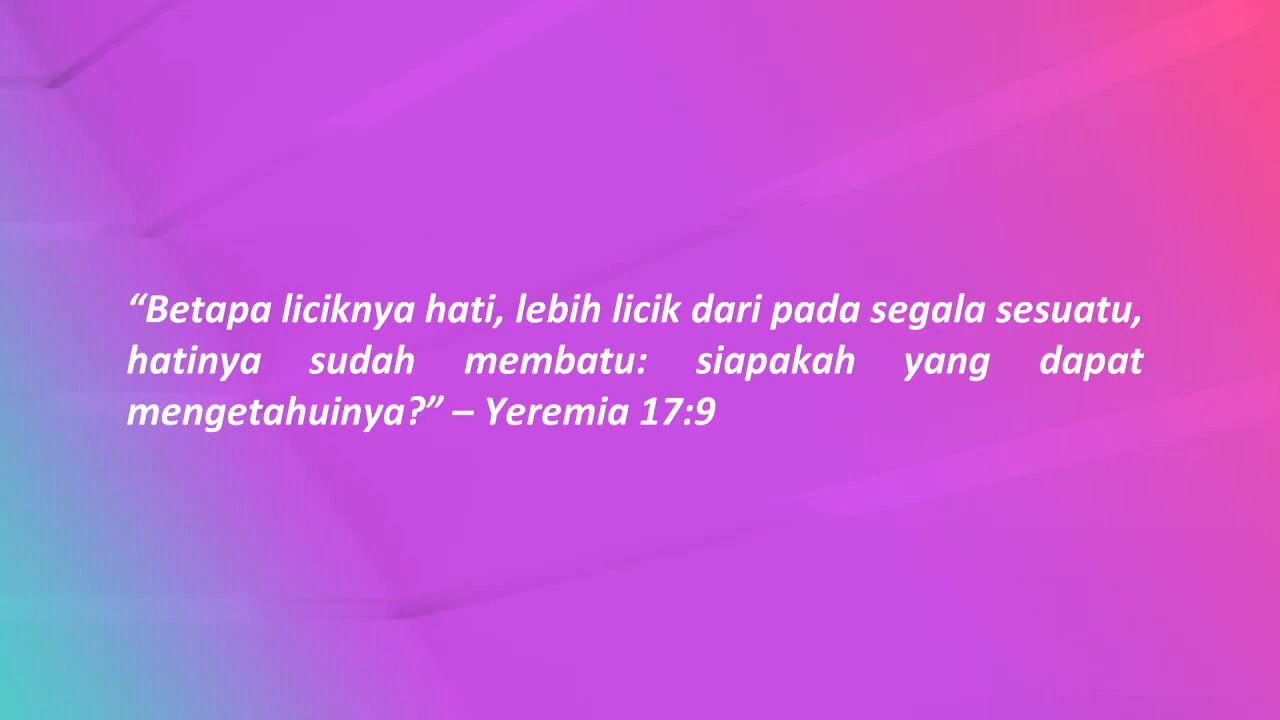 “Betapa liciknya hati, lebih licik dari pada segala sesuatu,
hatinya sudah membatu: siapakah yang dapat
mengetahuinya?” – Yeremia 17:9